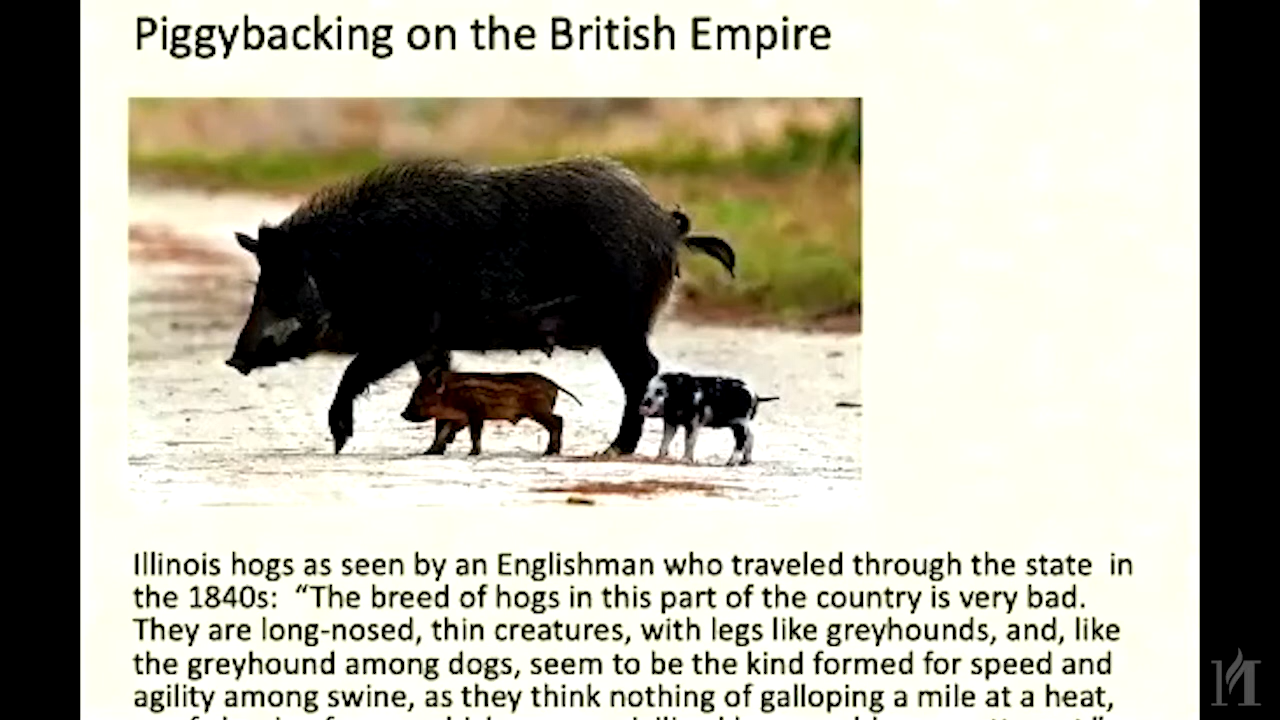 Piggybacking on the British Empire
Illinois hogs as seen by an Englishman who traveled through the state in
the 1840s: “The breed of hogs in this part of the country is very bad.
They are long-nosed, thin creatures, with legs like greyhounds, and, like
the greyhound among dogs, seem to be the kind formed for speed and
agility among swine, as they think nothing of galloping a mile at a heat,